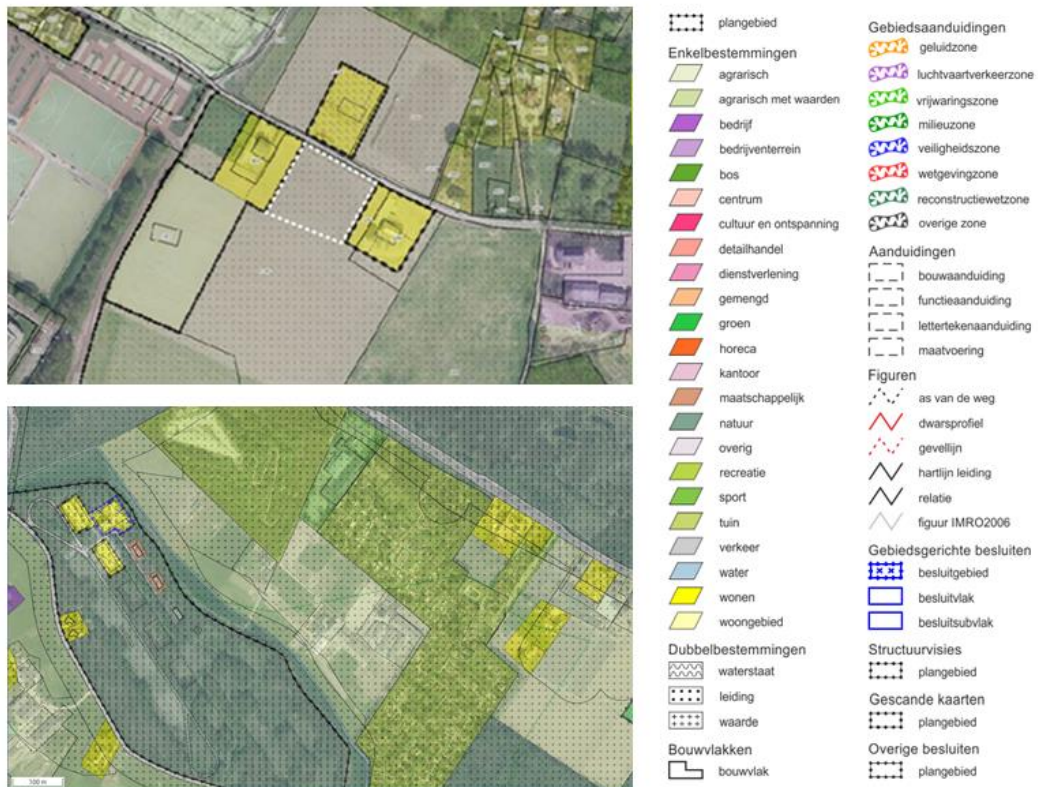 plangebied
Enkelbestemmingen
agrarisch
agrarisch met waarden
bedrijf
bedrijventerrein
bos
centrum
cultuur en ontspanning
detailhandel
dienstverlening
gemengd
groen
horeca
kantoor
maatschappelijk
natuur
overig
recreatie
sport
tuin
verkeer
water
wonen
woongebied
Dubbelbestemmingen
waterstaat
leiding
waarde
Bouwvlakken
bouwvlak
Gebiedsaanduidingen
geluidzone
luchtvaartverkeerzone
vrijwaringszone
milieuzone
veiligheidszone
wetgevingzone
reconstructiewetzone
overige zone
Aanduidingen
bouwaanduiding
functieaanduiding
lettertekenaanduiding
maatvoering
Figuren
as van de weg
dwarsprofiel
gevellijn
hartlijn leiding
relatie
figuur IMRO2006
Gebiedsgerichte besluiten
besluitgebied
besluitvlak
besluitsubvlak
Structuurvisies
plangebied
Gescande kaarten
plangebied
Overige besluiten
plangebied
100 m